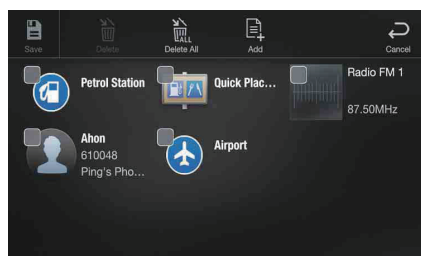 Save
Delete
ALL
Delete All
Add
Cancel
Petrol Station
Quick Plac...
Radio FM 1
87.50MHz
Ahon
610048
Ping's Pho...
Airport